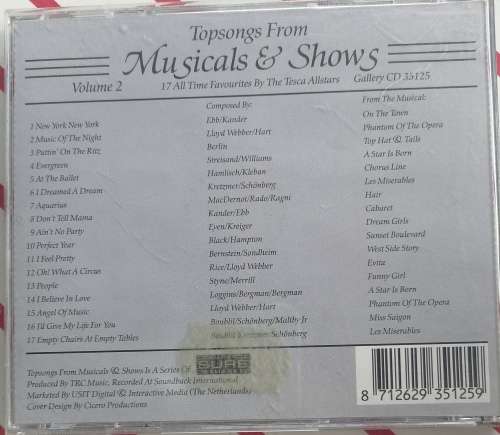 Topsongs From
Musicals & Shows
Volume 2 17 All Time Favourites By The Tesca Allstars Gallery CD 35125
Composed By: From The Musical:
1 New York New York Ebb/Kander On The Town
2 Music Of The Night Lloyd Webber/Hart Phantom Of The Opera
3 Puttin' On The Ritz Berlin Top Hat & Tails
4 Evergreen Streisand/Williams A Star Is Born
5 At The Ballet Hamlisch/Kleban Chorus Line
6 I Dreamed A Dream Kretzmer/Schönberg Les Miserables
7 Aquarius MacDernot/Rado/Ragni Hair
8 Don't Tell Mama Kander/Ebb Cabaret
9 Ain't No Party Eyen/Kreiger Dream Girls
10 Perfect Year Black/Hampton Sunset Boulevard
11 I Feel Pretty Bernstein/Sondheim West Side Story
12 Oh! What A Circus Rice/Lloyd Webber Evita
13 People Styne/Merrill Funny Girl
14 I Believe In Love Loggins/Bergman/Bergman A Star Is Born
15 Angel Of Music Lloyd Webber/Hart Phantom Of The Opera
16 I'll Give My Life For You Boublil/Schönberg/Maltby Jr Miss Saigon
17 Empty Chairs At Empty Tables Schönberg Les Miserables
Topsongs From Musicals & Shows Is A Series Of
Produced By TRC Music. Recorded At Soundback International
Marketed By USIT Digital & Interactive Media (The Netherlands)
Cover Design By Cicero Productions
8 712629 351259